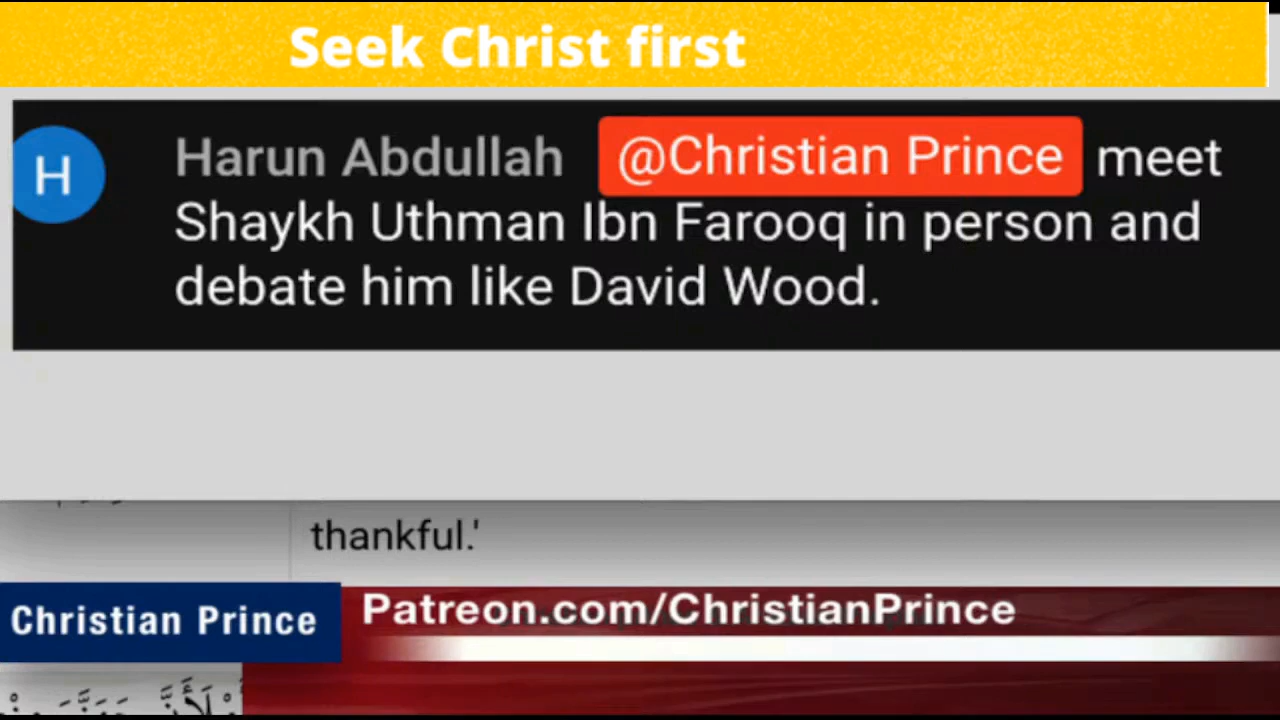 Seek Christ first
H
Harun Abdullah @Christian Prince meet
Shaykh Uthman Ibn Farooq in person and
debate him like David Wood.
thankful.'
Christian Prince
Patreon.com/ChristianPrince